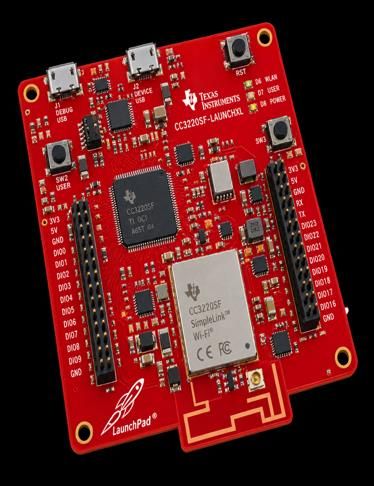 J1
DEBUG
USB
J2
DEVICE
USB
RST
TEXAS
INSTRUMENTS
CC3220SF-LAUNCHXL
D6 WLAN
D7 USER
D8 POWER
SW2
USER
SW3
CC3220SF
3V3
5V
GND
DIO0
DIO1
DIO2
DIO3
DIO4
DIO5
DIO6
DIO7
DIO8
DIO9
GND
3V3
5V
GND
RX
TX
DIO23
DIO22
DIO21
DIO20
DIO19
DIO18
DIO17
DIO16
GND
CC3220SF
SimpleLink™
Wi-Fi®
CE FC
LaunchPad®